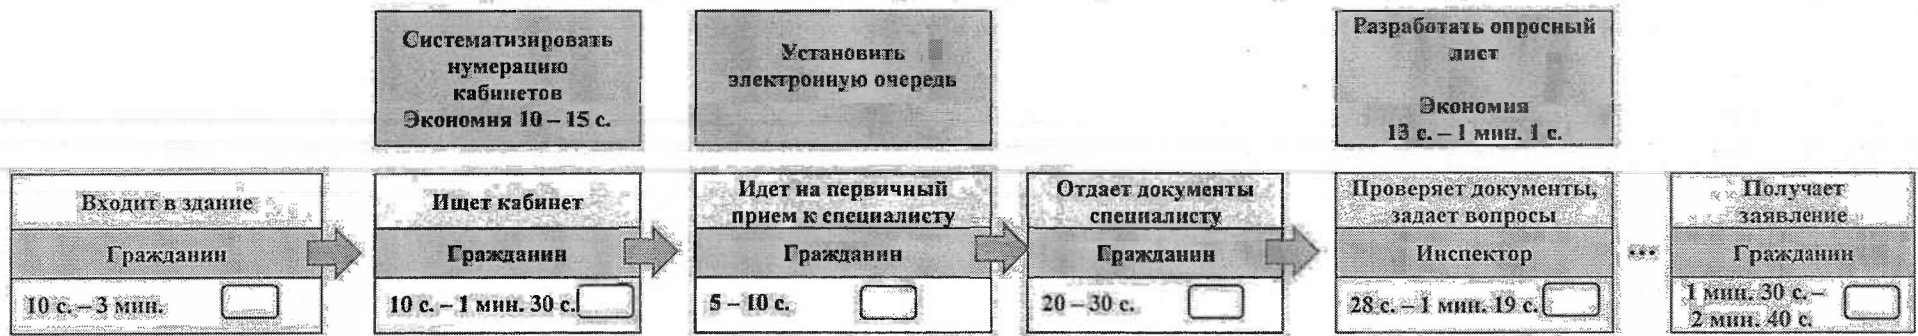 Систематизировать
нумерацию
кабинетов
Экономия 10 – 15 с.
Установить
электронную очередь
Разработать опросный
лист
Экономия
13 с. – 1 мин. 1 с.
Входит в здание
Гражданин
10 с. – 3 мин.
Ищет кабинет
Гражданин
10 с. – 1 мин. 30 с.
Идет на первичный
прием к специалисту
Гражданин
5 – 10 с.
Отдает документы
специалисту
Гражданин
20 – 30 с.
Проверяет документы,
задает вопросы
Инспектор
28 с. – 1 мин. 19 с.
...
Получает
заявление
Гражданин
1 мин. 30 с. –
2 мин. 40 с.